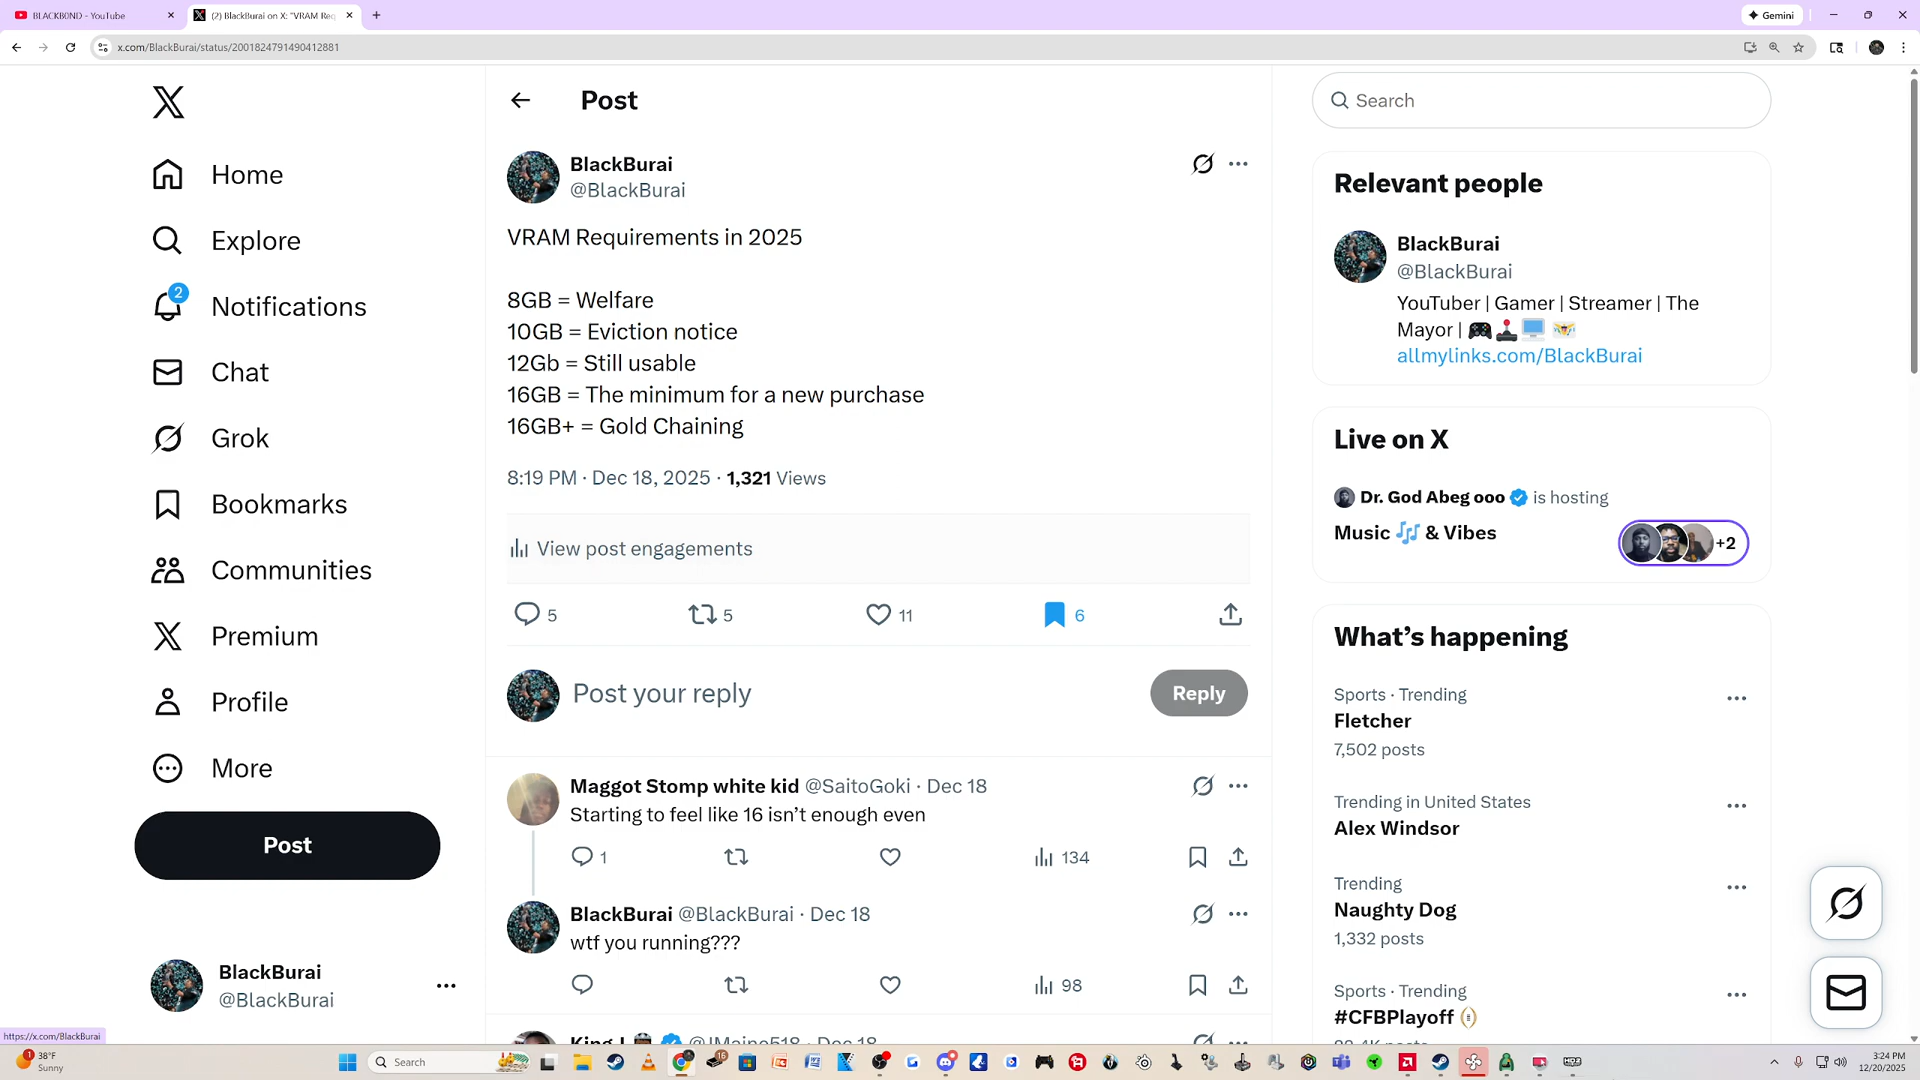 BLACKB0ND - YouTube
(2) BlackBurai on X: "VRAM Req
Gemini
x.com/BlackBurai/status/2001824791490412881
Home
Explore
2
Notifications
Chat
Grok
Bookmarks
Communities
Premium
Profile
More
Post
BlackBurai
@BlackBurai
https://x.com/BlackBurai
Post
BlackBurai
@BlackBurai
VRAM Requirements in 2025
8GB = Welfare
10GB = Eviction notice
12Gb = Still usable
16GB = The minimum for a new purchase
16GB+ = Gold Chaining
8:19 PM · Dec 18, 2025 · 1,321 Views
View post engagements
5 5 11 6
Post your reply
Reply
Maggot Stomp white kid @SaitoGoki · Dec 18
Starting to feel like 16 isn't enough even
1 134
BlackBurai @BlackBurai · Dec 18
wtf you running???
98
Search
Relevant people
BlackBurai
@BlackBurai
YouTuber | Gamer | Streamer | The
Mayor |
allmylinks.com/BlackBurai
Live on X
Dr. God Abeg ooo is hosting
Music 🎶 & Vibes
+2
What's happening
Sports · Trending
Fletcher
7,502 posts
Trending in United States
Alex Windsor
Trending
Naughty Dog
1,332 posts
Sports · Trending
#CFBPlayoff
1
38°F
Sunny
Search
16
3:24 PM
12/20/2025